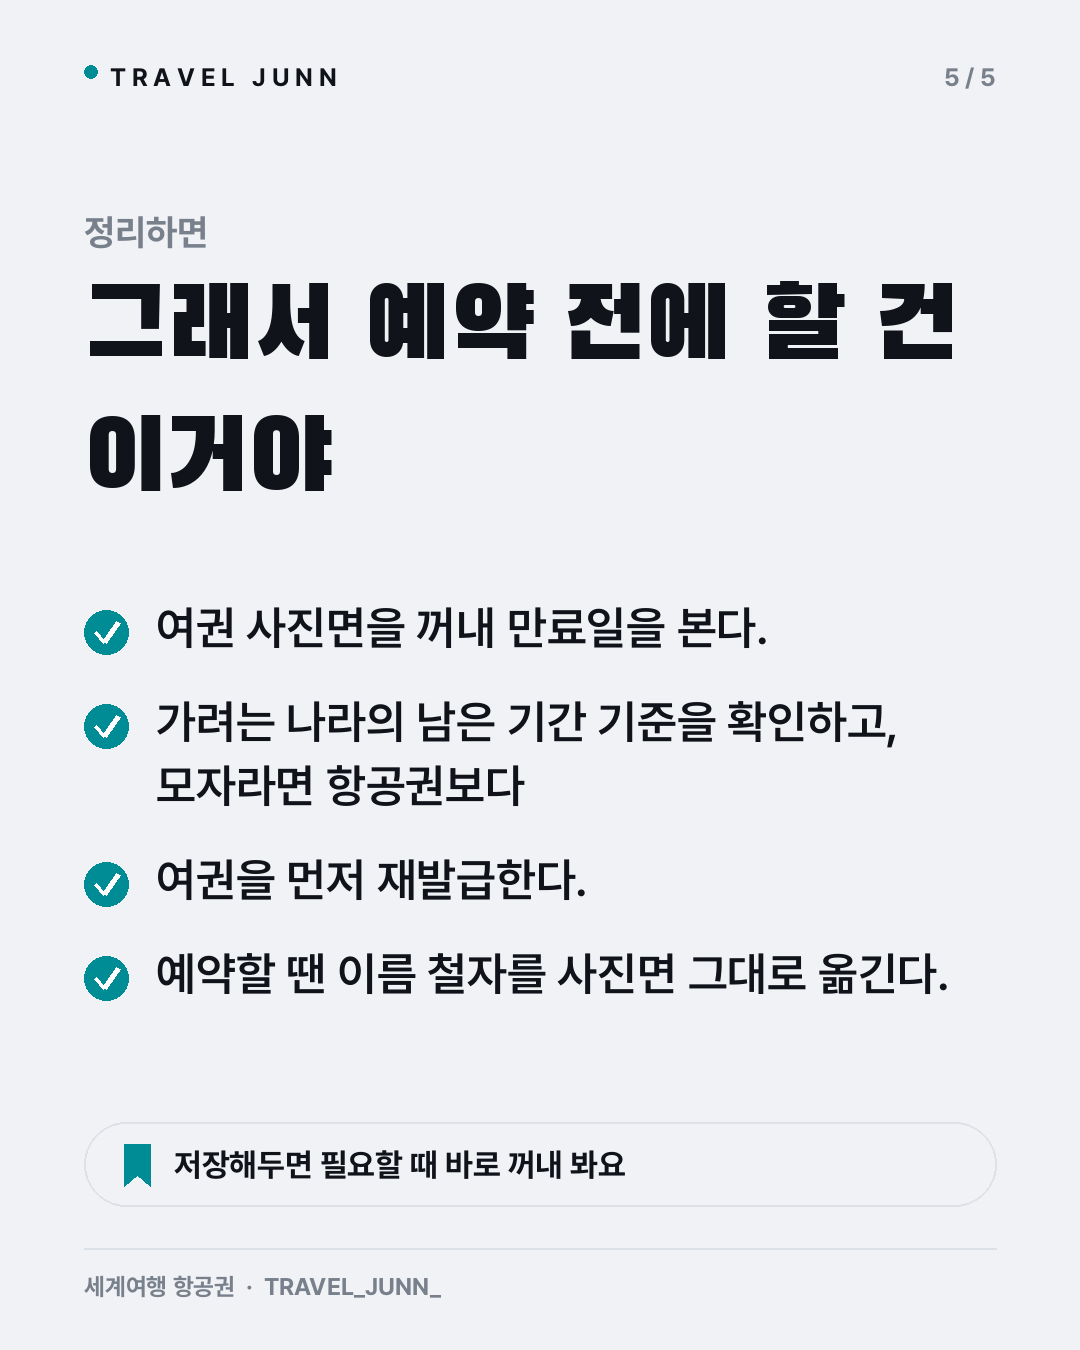 TRAVEL JUNN
5 / 5
정리하면
그래서 예약 전에 할 건
이거야
여권 사진면을 꺼내 만료일을 본다.
가려는 나라의 남은 기간 기준을 확인하고,
모자라면 항공권보다
여권을 먼저 재발급한다.
예약할 땐 이름 철자를 사진면 그대로 옮긴다.
저장해두면 필요할 때 바로 꺼내 봐요
세계여행 항공권 · TRAVEL_JUNN_